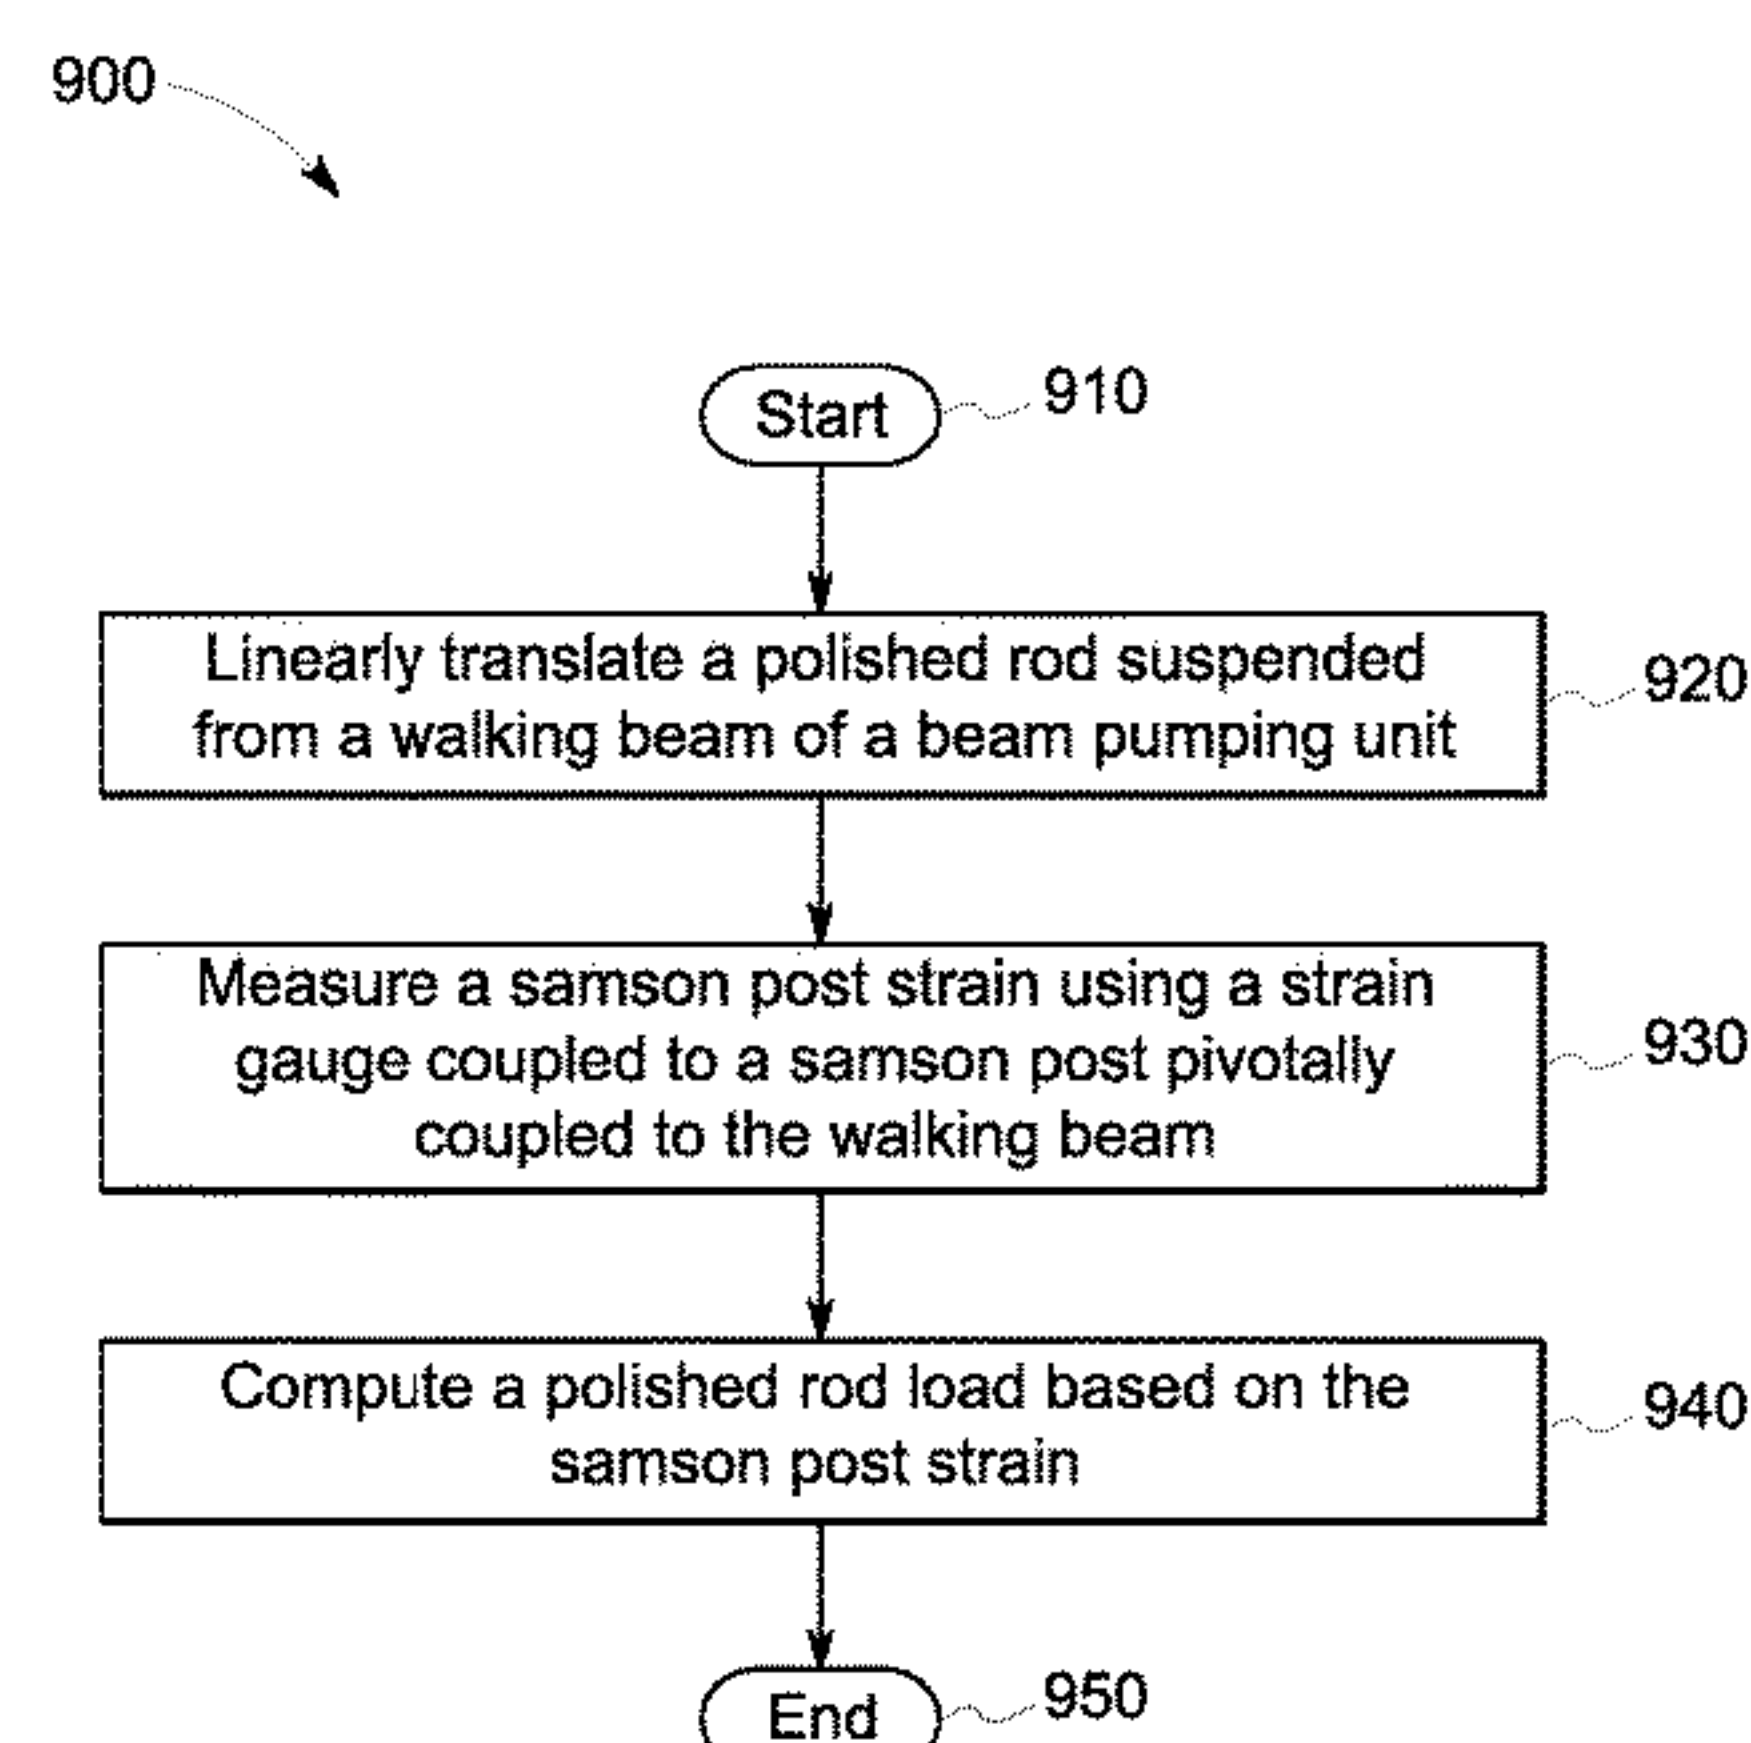 900
Start
910
Linearly translate a polished rod suspended
from a walking beam of a beam pumping unit
920
Measure a samson post strain using a strain
gauge coupled to a samson post pivotally
coupled to the walking beam
930
Compute a polished rod load based on the
samson post strain
940
End
950